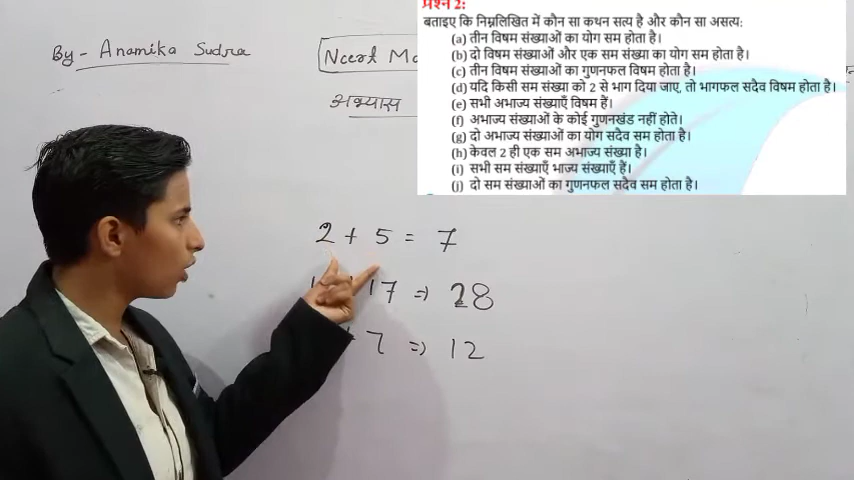 By - Anamika Sudra
Ncert Ma
अभ्यास
प्रश्न 2:
बताइए कि निम्नलिखित में कौन सा कथन सत्य है और कौन सा असत्य:
(a) तीन विषम संख्याओं का योग सम होता है।
(b) दो विषम संख्याओं और एक सम संख्या का योग सम होता है।
(c) तीन विषम संख्याओं का गुणनफल विषम होता है।
(d) यदि किसी सम संख्या को 2 से भाग दिया जाए, तो भागफल सदैव विषम होता है।
(e) सभी अभाज्य संख्याएँ विषम हैं।
(f) अभाज्य संख्याओं के कोई गुणनखंड नहीं होते।
(g) दो अभाज्य संख्याओं का योग सदैव सम होता है।
(h) केवल 2 ही एक सम अभाज्य संख्या है।
(i) सभी सम संख्याएँ भाज्य संख्याएँ हैं।
(j) दो सम संख्याओं का गुणनफल सदैव सम होता है।
2 + 5 = 7
17 => 28
+ 7 => 12